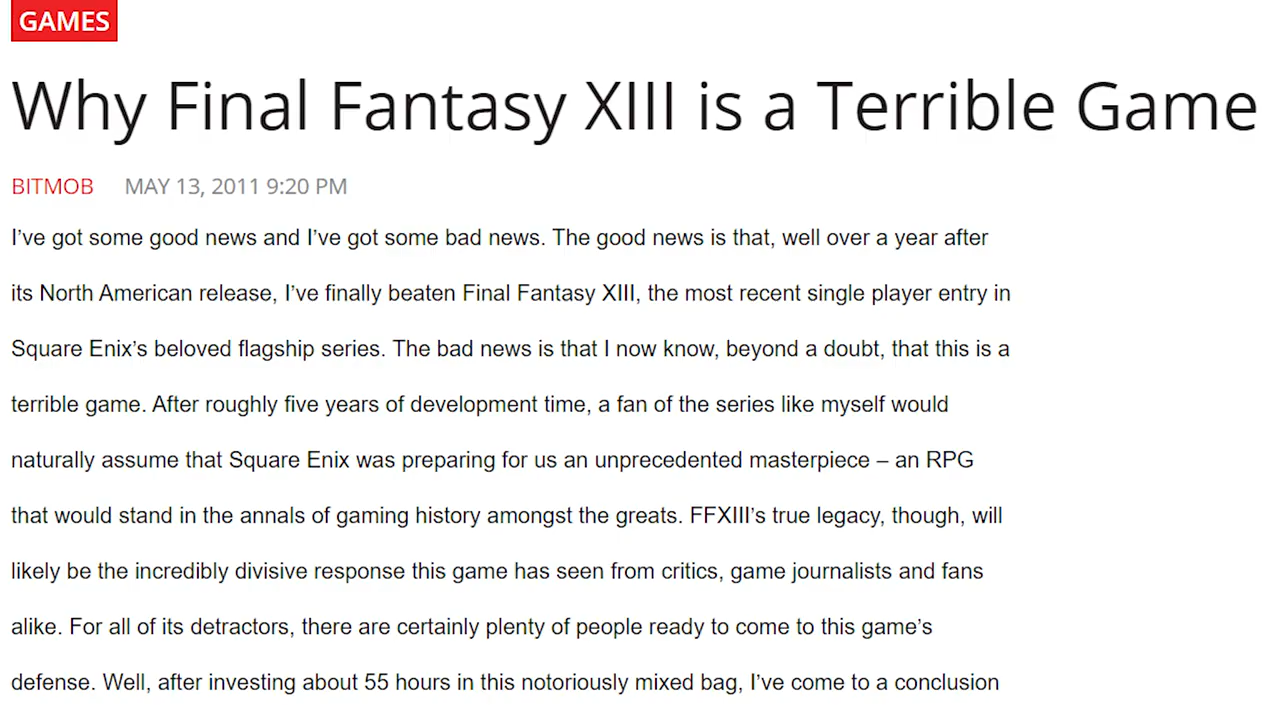 GAMES
Why Final Fantasy XIII is a Terrible Game
BITMOB MAY 13, 2011 9:20 PM
I’ve got some good news and I’ve got some bad news. The good news is that, well over a year after
its North American release, I’ve finally beaten Final Fantasy XIII, the most recent single player entry in
Square Enix’s beloved flagship series. The bad news is that I now know, beyond a doubt, that this is a
terrible game. After roughly five years of development time, a fan of the series like myself would
naturally assume that Square Enix was preparing for us an unprecedented masterpiece – an RPG
that would stand in the annals of gaming history amongst the greats. FFXIII’s true legacy, though, will
likely be the incredibly divisive response this game has seen from critics, game journalists and fans
alike. For all of its detractors, there are certainly plenty of people ready to come to this game’s
defense. Well, after investing about 55 hours in this notoriously mixed bag, I’ve come to a conclusion